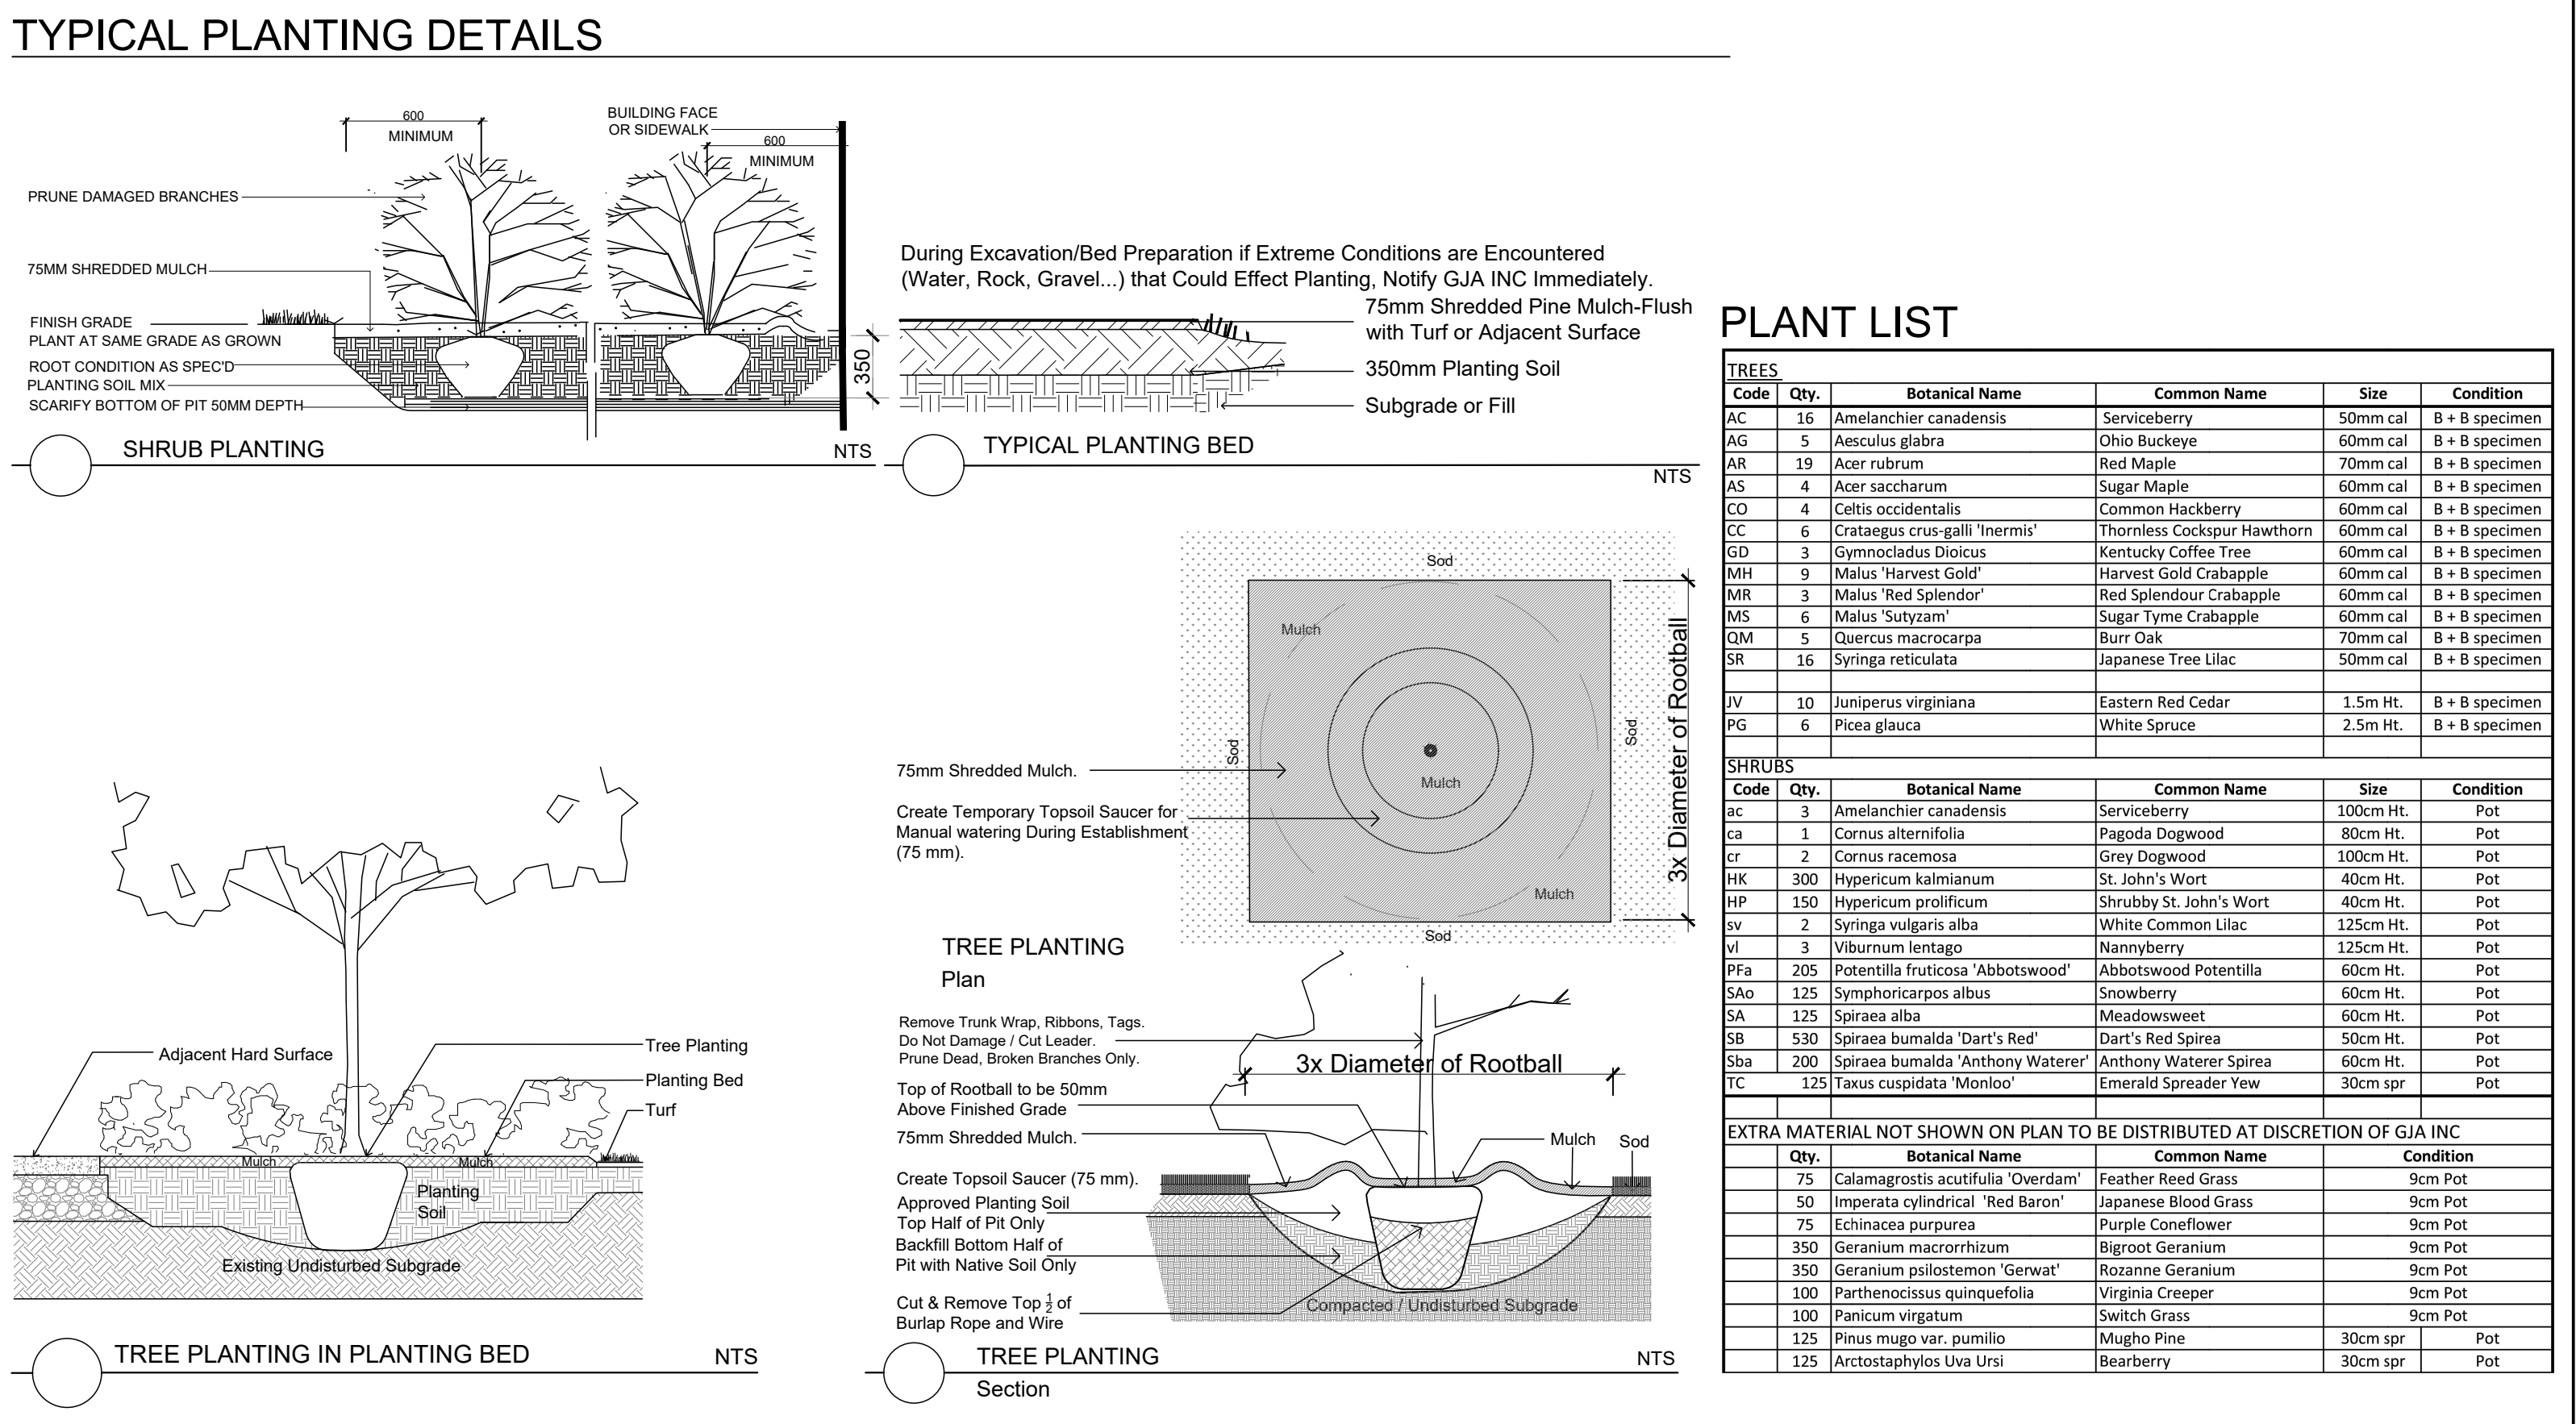 TYPICAL PLANTING DETAILS
600
MINIMUM
BUILDING FACE
OR SIDEWALK
600
MINIMUM
PRUNE DAMAGED BRANCHES
75MM SHREDDED MULCH
FINISH GRADE
PLANT AT SAME GRADE AS GROWN
ROOT CONDITION AS SPEC'D
PLANTING SOIL MIX
SCARIFY BOTTOM OF PIT 50MM DEPTH
350
SHRUB PLANTING
NTS
During Excavation/Bed Preparation if Extreme Conditions are Encountered
(Water, Rock, Gravel...) that Could Effect Planting, Notify GJA INC Immediately.
75mm Shredded Pine Mulch-Flush
with Turf or Adjacent Surface
350mm Planting Soil
Subgrade or Fill
TYPICAL PLANTING BED
NTS
Sod
Mulch
Sod
Sod
Mulch
Mulch
Sod
3x Diameter of Rootball
75mm Shredded Mulch.
Create Temporary Topsoil Saucer for
Manual watering During Establishment
(75 mm).
TREE PLANTING
Plan
Adjacent Hard Surface
Tree Planting
Planting Bed
Turf
Mulch
Mulch
Planting
Soil
Existing Undisturbed Subgrade
TREE PLANTING IN PLANTING BED
NTS
Remove Trunk Wrap, Ribbons, Tags.
Do Not Damage / Cut Leader.
Prune Dead, Broken Branches Only.
3x Diameter of Rootball
Top of Rootball to be 50mm
Above Finished Grade
75mm Shredded Mulch.
Mulch
Sod
Create Topsoil Saucer (75 mm).
Approved Planting Soil
Top Half of Pit Only
Backfill Bottom Half of
Pit with Native Soil Only
Cut & Remove Top ½ of
Burlap Rope and Wire
Compacted / Undisturbed Subgrade
TREE PLANTING
NTS
Section
PLANT LIST
TREES
Code Qty. Botanical Name Common Name Size Condition
AC 16 Amelanchier canadensis Serviceberry 50mm cal B + B specimen
AG 5 Aesculus glabra Ohio Buckeye 60mm cal B + B specimen
AR 19 Acer rubrum Red Maple 70mm cal B + B specimen
AS 4 Acer saccharum Sugar Maple 60mm cal B + B specimen
CO 4 Celtis occidentalis Common Hackberry 60mm cal B + B specimen
CC 6 Crataegus crus-galli 'Inermis' Thornless Cockspur Hawthorn 60mm cal B + B specimen
GD 3 Gymnocladus Dioicus Kentucky Coffee Tree 60mm cal B + B specimen
MH 9 Malus 'Harvest Gold' Harvest Gold Crabapple 60mm cal B + B specimen
MR 3 Malus 'Red Splendor' Red Splendour Crabapple 60mm cal B + B specimen
MS 6 Malus 'Sutyzam' Sugar Tyme Crabapple 60mm cal B + B specimen
QM 5 Quercus macrocarpa Burr Oak 70mm cal B + B specimen
SR 16 Syringa reticulata Japanese Tree Lilac 50mm cal B + B specimen
JV 10 Juniperus virginiana Eastern Red Cedar 1.5m Ht. B + B specimen
PG 6 Picea glauca White Spruce 2.5m Ht. B + B specimen
SHRUBS
Code Qty. Botanical Name Common Name Size Condition
ac 3 Amelanchier canadensis Serviceberry 100cm Ht. Pot
ca 1 Cornus alternifolia Pagoda Dogwood 80cm Ht. Pot
cr 2 Cornus racemosa Grey Dogwood 100cm Ht. Pot
HK 300 Hypericum kalmianum St. John's Wort 40cm Ht. Pot
HP 150 Hypericum prolificum Shrubby St. John's Wort 40cm Ht. Pot
sv 2 Syringa vulgaris alba White Common Lilac 125cm Ht. Pot
vl 3 Viburnum lentago Nannyberry 125cm Ht. Pot
PFa 205 Potentilla fruticosa 'Abbotswood' Abbotswood Potentilla 60cm Ht. Pot
SAo 125 Symphoricarpos albus Snowberry 60cm Ht. Pot
SA 125 Spiraea alba Meadowsweet 60cm Ht. Pot
SB 530 Spiraea bumalda 'Dart's Red' Dart's Red Spirea 50cm Ht. Pot
Sba 200 Spiraea bumalda 'Anthony Waterer' Anthony Waterer Spirea 60cm Ht. Pot
TC 125 Taxus cuspidata 'Monloo' Emerald Spreader Yew 30cm spr Pot
EXTRA MATERIAL NOT SHOWN ON PLAN TO BE DISTRIBUTED AT DISCRETION OF GJA INC
Qty. Botanical Name Common Name Condition
75 Calamagrostis acutifulia 'Overdam' Feather Reed Grass 9cm Pot
50 Imperata cylindrical 'Red Baron' Japanese Blood Grass 9cm Pot
75 Echinacea purpurea Purple Coneflower 9cm Pot
350 Geranium macrorrhizum Bigroot Geranium 9cm Pot
350 Geranium psilostemon 'Gerwat' Rozanne Geranium 9cm Pot
100 Parthenocissus quinquefolia Virginia Creeper 9cm Pot
100 Panicum virgatum Switch Grass 9cm Pot
125 Pinus mugo var. pumilio Mugho Pine 30cm spr Pot
125 Arctostaphylos Uva Ursi Bearberry 30cm spr Pot